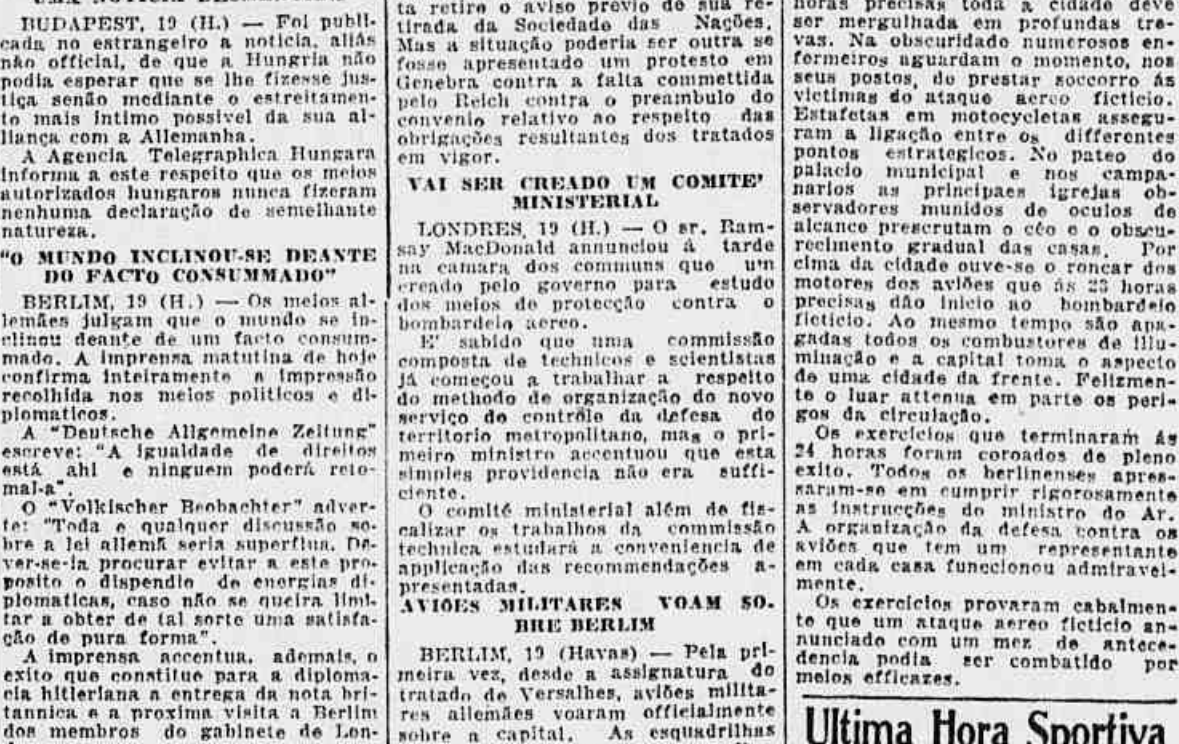 BUDAPEST, 19 (H.) — Foi publi-
cada no estrangeiro a noticia, aliás
não official, de que a Hungria não
podia esperar que se lhe fizesse jus-
tiça senão mediante o estreitamen-
to mais intimo possivel da sua al-
liança com a Allemanha.
A Agencia Telegraphica Hungara
informa a este respeito que os meios
autorizados hungaros nunca fizeram
nenhuma declaração de semelhante
natureza.
"O MUNDO INCLINOU-SE DEANTE
DO FACTO CONSUMMADO"
BERLIM, 19 (H.) — Os meios al-
lemães julgam que o mundo se in-
clinou deante de um facto consum-
mado. A imprensa matutina de hoje
confirma inteiramente a impressão
recolhida nos meios politicos e di-
plomaticos.
A "Deutsche Allgemeine Zeitung"
escreve: "A igualdade de direitos
está ahi e ninguem poderá reto-
mal-a"
O "Volkischer Beobachter" adver-
te: "Toda e qualquer discussão so-
bre a lei allemã seria superflua. De-
ver-se-ia procurar evitar a este pro-
posito o dispendio de energias di-
plomaticas, caso não se queira limi-
tar a obter de tal sorte uma satisfa-
ção de pura forma".
A imprensa accentua, ademais, o
exito que constitue para a diploma-
cia hitleriana a entrega da nota bri-
tannica e a proxima visita a Berlim
dos membros do gabinete de Lon-
ta retire o aviso prévio de sua re-
tirada da Sociedade das Nações.
Mas a situação poderia ser outra se
fosse apresentado um protesto em
Genebra contra a falta commettida
pelo Reich contra o preambulo do
convenio relativo ao respeito das
obrigações resultantes dos tratados
em vigor.
VAI SER CREADO UM COMITE'
MINISTERIAL
LONDRES, 19 (H.) — O sr. Ram-
say MacDonald annunciou á tarde
na camara dos communs que um
creado pelo governo para estudo
dos meios de protecção contra o
bombardeio aereo.
E' sabido que uma commissão
composta de technicos e scientistas
já começou a trabalhar a respeito
do methodo de organização do novo
serviço de contrôle da defesa do
territorio metropolitano, mas o pri-
meiro ministro accentuou que esta
simples providencia não era suffi-
ciente.
O comité ministerial além de fis-
calizar os trabalhos da commissão
technica estudará a conveniencia de
applicação das recommendações a-
presentadas.
AVIÕES MILITARES VOAM SO-
BRE BERLIM
BERLIM, 19 (Havas) — Pela pri-
meira vez, desde a assignatura do
tratado de Versalhes, aviões milita-
res allemães voaram officialmente
sobre a capital. As esquadrilhas
horas precisas toda a cidade deve
ser mergulhada em profundas tre-
vas. Na obscuridade numerosos en-
fermeiros aguardam o momento, nos
seus postos, de prestar soccorro ás
victimas do ataque aereo ficticio.
Estafetas em motocycletas assegu-
ram a ligação entre os differentes
pontos estrategicos. No pateo do
palacio municipal e nos campa-
narios as principaes igrejas ob-
servadores munidos de oculos de
alcance prescrutam o céo e o obscu-
recimento gradual das casas. Por
cima da cidade ouve-se o roncar dos
motores dos aviões que ás 23 horas
precisas dão inicio ao bombardeio
ficticio. Ao mesmo tempo são apa-
gadas todos os combustores de illu-
minação e a capital toma o aspecto
de uma cidade da frente. Felizmen-
te o luar attenua em parte os peri-
gos da circulação.
Os exercicios que terminaram ás
24 horas foram coroados de pleno
exito. Todos os berlinenses apres-
saram-se em cumprir rigorosamente
as instrucções do ministro do Ar.
A organização da defesa contra os
aviões que tem um representante
em cada casa funccionou admiravel-
mente.
Os exercicios provaram cabalmen-
te que um ataque aereo ficticio an-
nunciado com um mez de antece-
dencia podia ser combatido por
meios efficazes.
Ultima Hora Sportiva